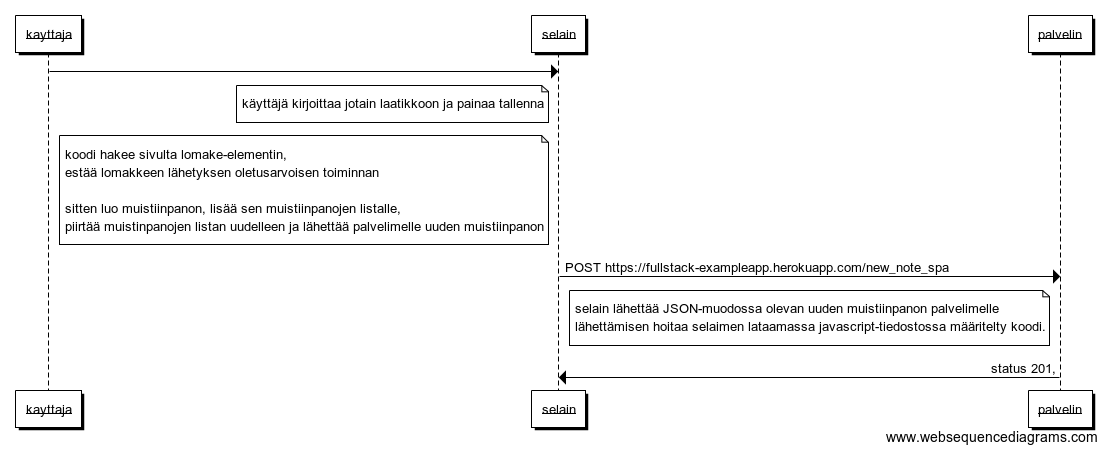 kayttaja selain palvelin
käyttäjä kirjoittaa jotain laatikkoon ja painaa tallenna
koodi hakee sivulta lomake-elementin,
estää lomakkeen lähetyksen oletusarvoisen toiminnan
sitten luo muistiinpanon, lisää sen muistiinpanojen listalle,
piirtää muistinpanojen listan uudelleen ja lähettää palvelimelle uuden muistiinpanon
POST https://fullstack-exampleapp.herokuapp.com/new_note_spa
selain lähettää JSON-muodossa olevan uuden muistiinpanon palvelimelle
lähettämisen hoitaa selaimen lataamassa javascript-tiedostossa määritelty koodi.
status 201,
kayttaja selain palvelin
www.websequencediagrams.com